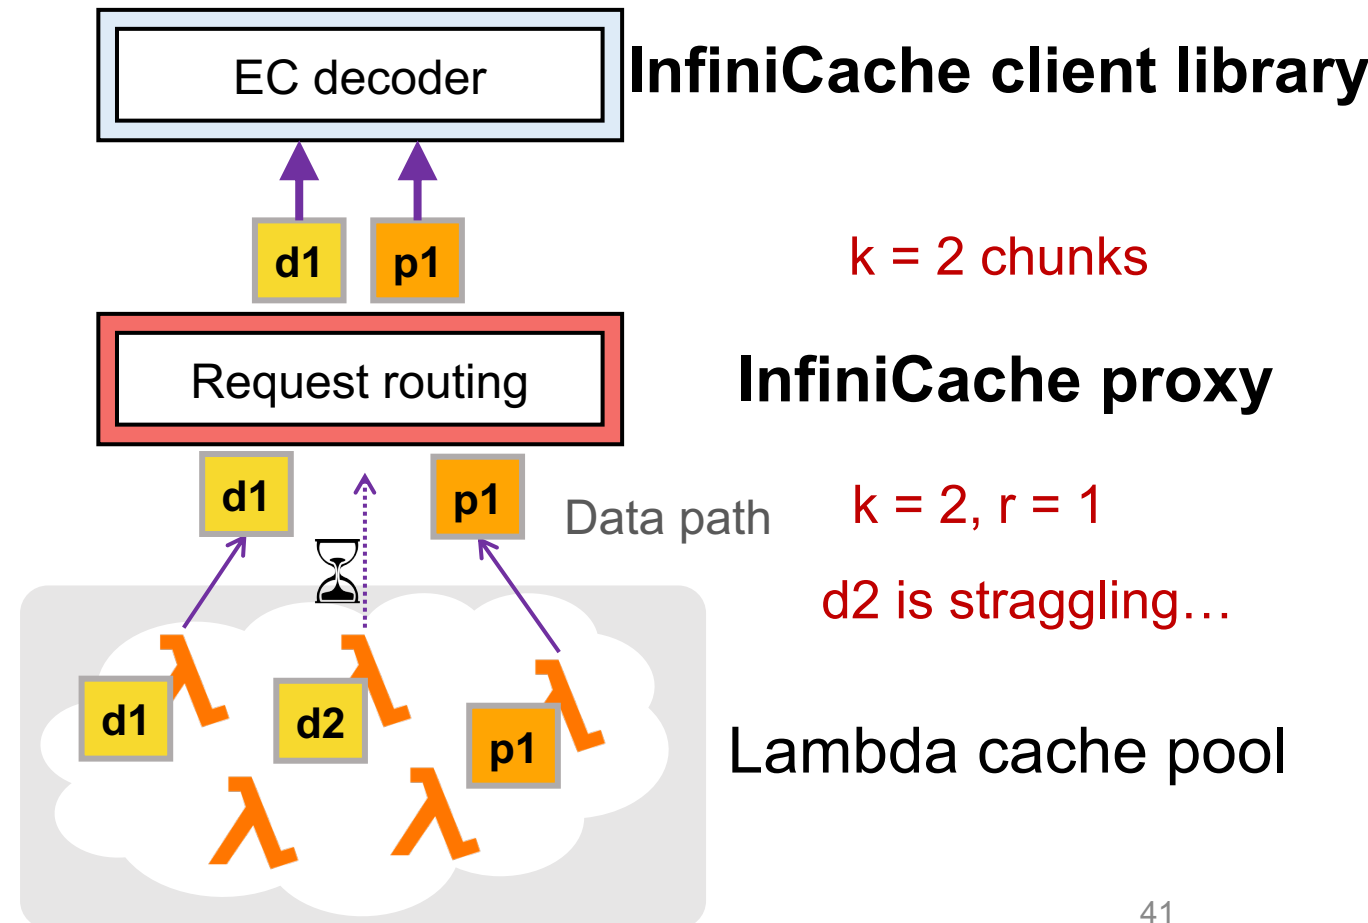 EC decoder
InfiniCache client library
d1
p1
k = 2 chunks
Request routing
InfiniCache proxy
d1
p1
Data path
k = 2, r = 1
d2 is straggling…
λ
λ
λ
d1
d2
p1
Lambda cache pool
λ
λ
41